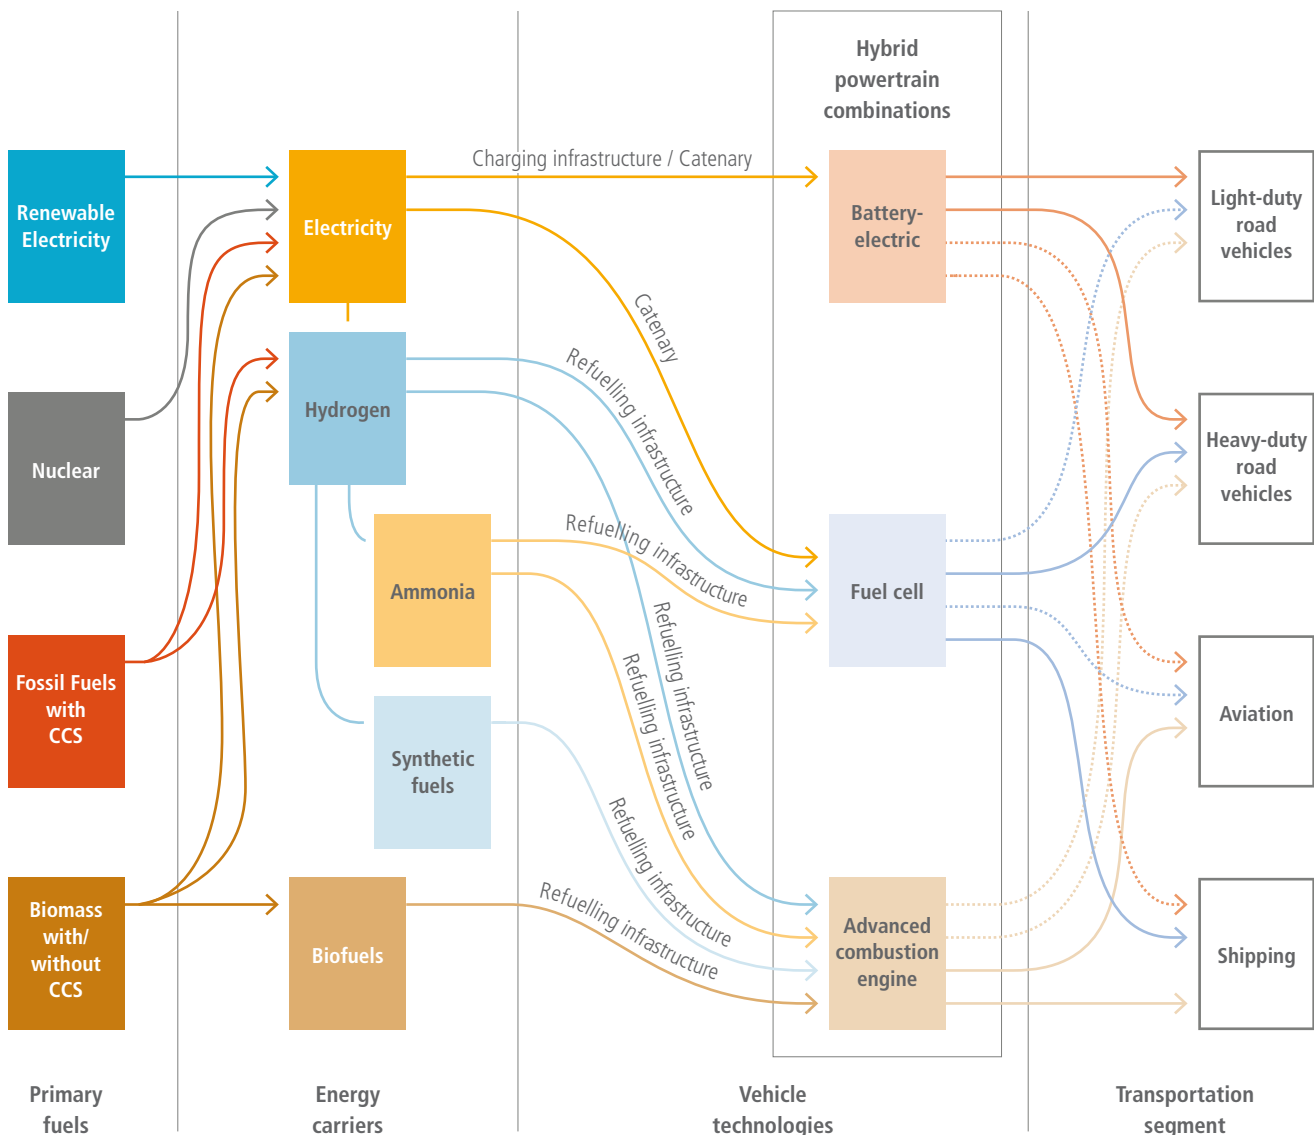 Hybrid
powertrain
combinations
Renewable
Electricity
Nuclear
Fossil Fuels
with
CCS
Biomass
with/
without
CCS
Electricity
Hydrogen
Ammonia
Synthetic
fuels
Biofuels
Charging infrastructure / Catenary
Catenary
Refuelling infrastructure
Refuelling infrastructure
Refuelling infrastructure
Refuelling infrastructure
Refuelling infrastructure
Refuelling infrastructure
Battery-
electric
Fuel cell
Advanced
combustion
engine
Light-duty
road
vehicles
Heavy-duty
road
vehicles
Aviation
Shipping
Primary
fuels
Energy
carriers
Vehicle
technologies
Transportation
segment